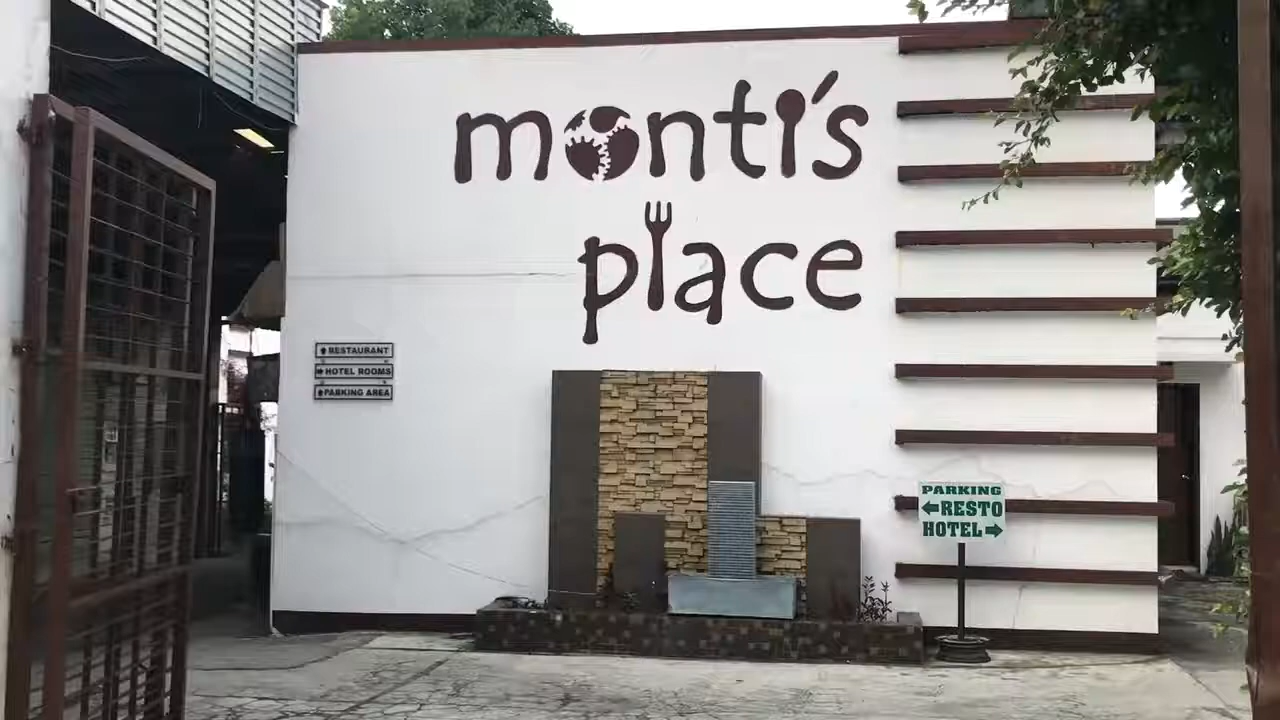 monti's
place
RESTAURANT
HOTEL ROOMS
PARKING AREA
PARKING
←RESTO
HOTEL→